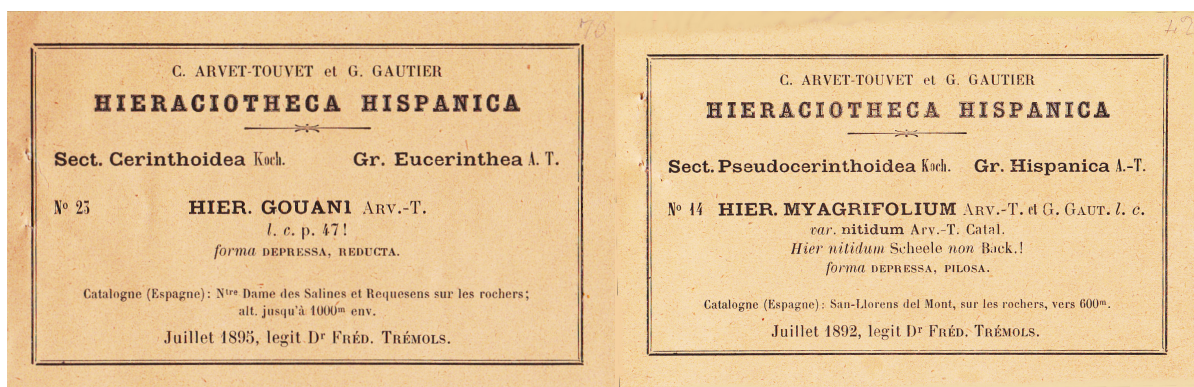 70
C. ARVET-TOUVET et G. GAUTIER
HIERACIOTHECA HISPANICA
Sect. Cerinthoidea Koch. Gr. Eucerinthea A. T.
Nº 23 HIER. GOUANI ARV.-T.
l. c. p. 47!
forma DEPRESSA, REDUCTA.
Catalogne (Espagne): Ntre Dame des Salines et Requesens sur les rochers;
alt. jusqu'à 1000m env.
Juillet 1895, legit Dr FRÉD. TRÉMOLS.
42
C. ARVET-TOUVET et G. GAUTIER
HIERACIOTHECA HISPANICA
Sect. Pseudocerinthoidea Koch. Gr. Hispanica A.-T.
Nº 14 HIER. MYAGRIFOLIUM ARV.-T. et G. GAUT. l. c.
var. nitidum Arv.-T. Catal.
Hier nitidum Scheele non Back.!
forma DEPRESSA, PILOSA.
Catalogne (Espagne): San-Llorens del Mont, sur les rochers, vers 600m.
Juillet 1892, legit Dr FRÉD. TRÉMOLS.